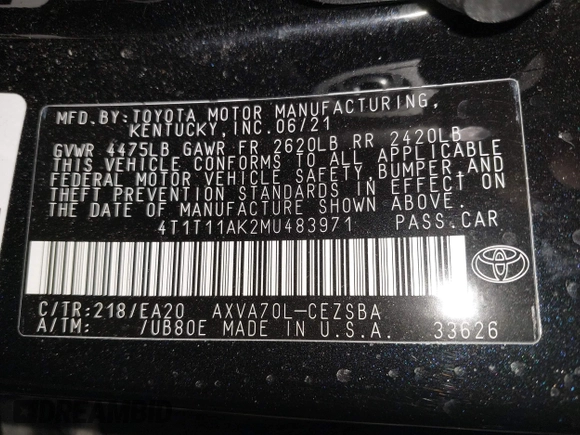 MFD.BY:TOYOTA MOTOR MANUFACTURING,
KENTUCKY,INC.06/21
GVWR 4475LB GAWR FR 2620LB RR 2420LB
THIS VEHICLE CONFORMS TO ALL APPLICABLE
FEDERAL MOTOR VEHICLE SAFETY,BUMPER,AND
THEFT PREVENTION STANDARDS IN EFFECT ON
THE DATE OF MANUFACTURE SHOWN ABOVE.
4T1T11AK2MU483971 PASS.CAR
C/TR:218/EA20 AXVA70L-CEZSBA
A/TM: /UB80E MADE IN U.S.A. 33626
DREAMBID